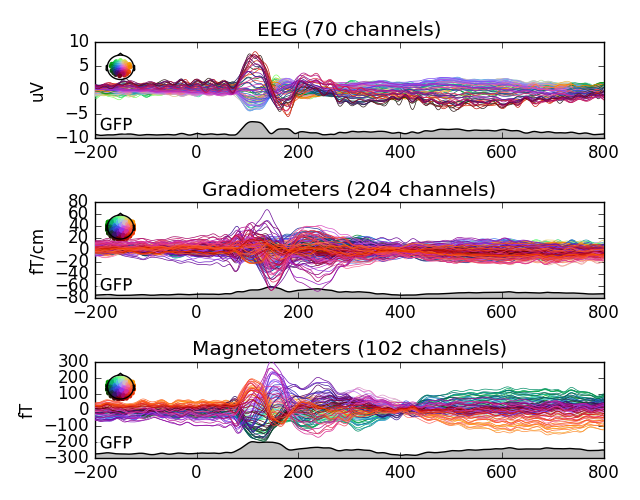 EEG (70 channels)
10
5
0
−5
−10
uV
GFP
−200 0 200 400 600 800
Gradiometers (204 channels)
80
60
40
20
0
−20
−40
−60
−80
fT/cm
GFP
−200 0 200 400 600 800
Magnetometers (102 channels)
300
200
100
0
−100
−200
−300
fT
GFP
−200 0 200 400 600 800